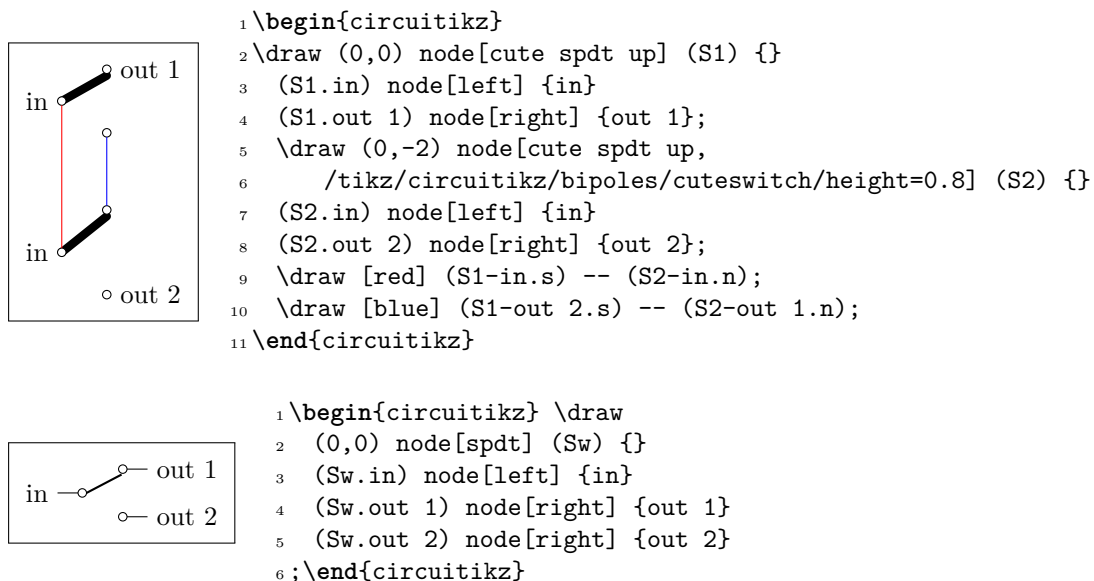 out 1
in
in
out 2
1 \begin{circuitikz}
2 \draw (0,0) node[cute spdt up] (S1) {}
3   (S1.in) node[left] {in}
4   (S1.out 1) node[right] {out 1};
5   \draw (0,-2) node[cute spdt up,
6       /tikz/circuitikz/bipoles/cuteswitch/height=0.8] (S2) {}
7   (S2.in) node[left] {in}
8   (S2.out 2) node[right] {out 2};
9   \draw [red] (S1-in.s) -- (S2-in.n);
10   \draw [blue] (S1-out 2.s) -- (S2-out 1.n);
11 \end{circuitikz}
out 1
in
out 2
1 \begin{circuitikz} \draw
2   (0,0) node[spdt] (Sw) {}
3   (Sw.in) node[left] {in}
4   (Sw.out 1) node[right] {out 1}
5   (Sw.out 2) node[right] {out 2}
6 ;\end{circuitikz}